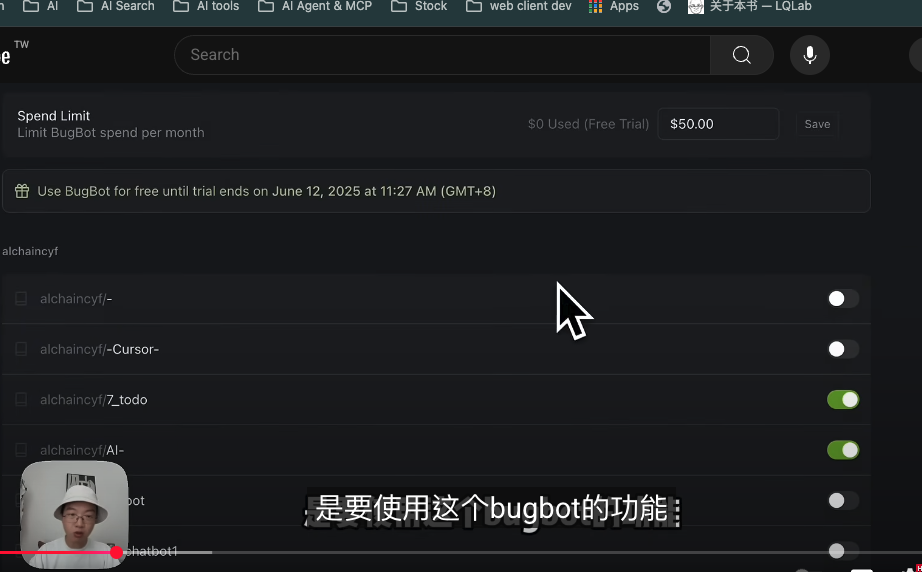 AI AI Search AI tools AI Agent & MCP Stock web client dev Apps 关于本书 — LQLab
TW
Search
Spend Limit
Limit BugBot spend per month
$0 Used (Free Trial) $50.00 Save
Use BugBot for free until trial ends on June 12, 2025 at 11:27 AM (GMT+8)
alchaincyf
alchaincyf/-
alchaincyf/-Cursor-
alchaincyf/7_todo
alchaincyf/AI-
bot
是要使用这个bugbot的功能
chatbot1